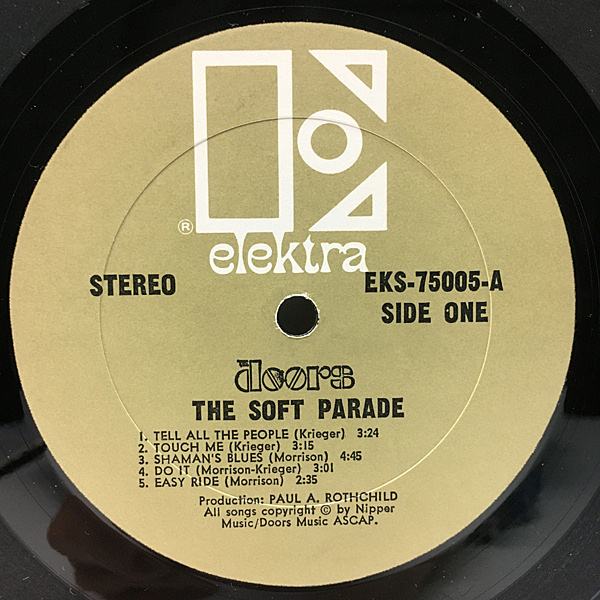 ®
elektra
STEREO
EKS-75005-A
SIDE ONE
THE
doors
THE SOFT PARADE
1. TELL ALL THE PEOPLE (Krieger) 3:24
2. TOUCH ME (Krieger) 3:15
3. SHAMAN'S BLUES (Morrison) 4:45
4. DO IT (Morrison-Krieger) 3:01
5. EASY RIDE (Morrison) 2:35
Production: PAUL A. ROTHCHILD
All songs copyright © by Nipper
Music/Doors Music ASCAP.